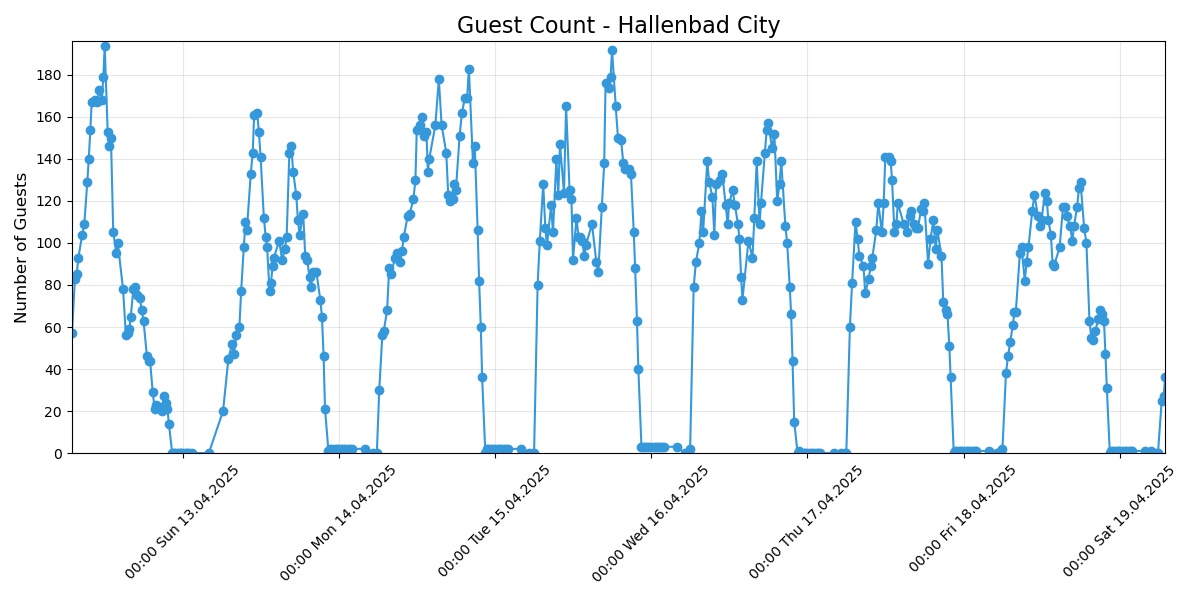 Guest Count - Hallenbad City
Number of Guests
180
160
140
120
100
80
60
40
20
0
00:00 Sun 13.04.2025
00:00 Mon 14.04.2025
00:00 Tue 15.04.2025
00:00 Wed 16.04.2025
00:00 Thu 17.04.2025
00:00 Fri 18.04.2025
00:00 Sat 19.04.2025